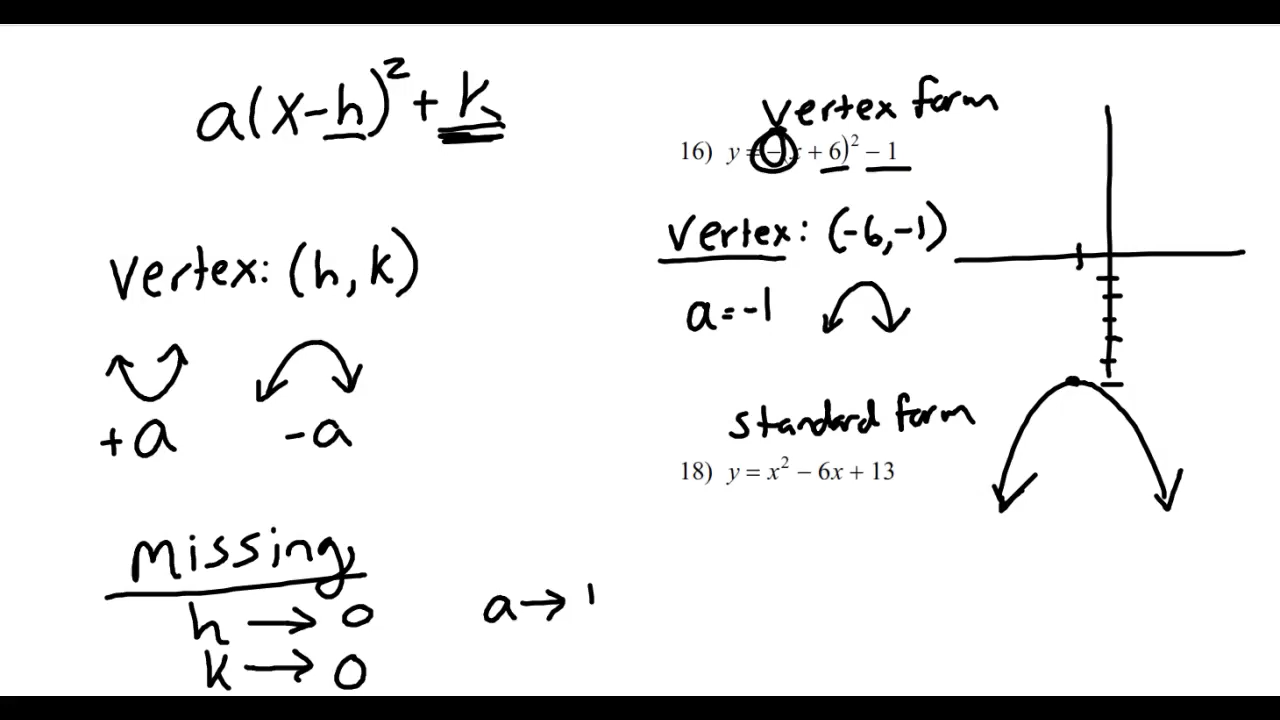 a(x-h)² + k
Vertex: (h, k)
+a -a
missing
h → 0
k → 0
a → 1
vertex form
16) y = -(x + 6)² - 1
vertex: (-6, -1)
a = -1
standard form
18) y = x² - 6x + 13